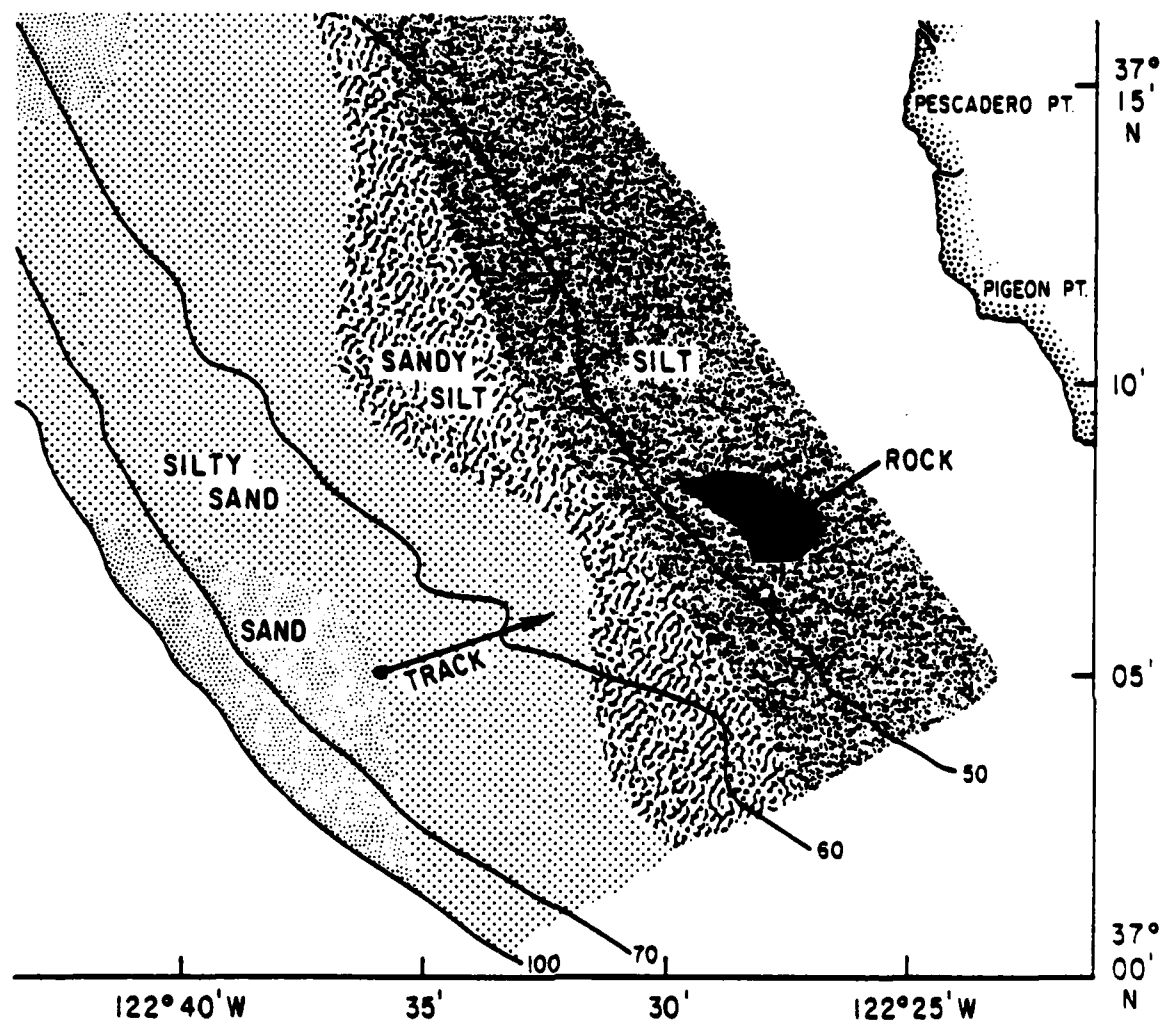 37°
15'
N
PESCADERO PT.
PIGEON PT.
10'
SANDY
SILT
SILT
ROCK
SILTY
SAND
SAND
TRACK
05'
50
60
70
100
37°
00'
N
122°40'W
35'
30'
122°25'W